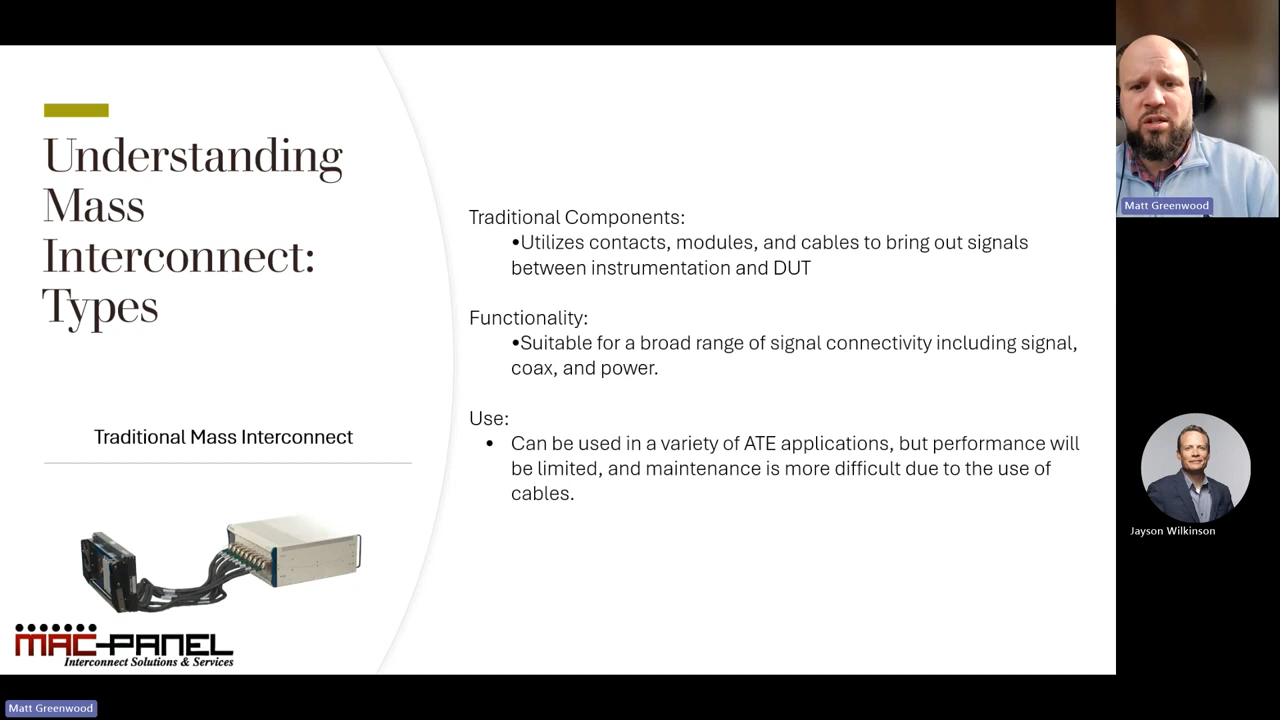 Understanding
Mass
Interconnect:
Types
Traditional Mass Interconnect
MAC-PANEL
Interconnect Solutions & Services
Traditional Components:
•Utilizes contacts, modules, and cables to bring out signals
between instrumentation and DUT
Functionality:
•Suitable for a broad range of signal connectivity including signal,
coax, and power.
Use:
• Can be used in a variety of ATE applications, but performance will
be limited, and maintenance is more difficult due to the use of
cables.
Matt Greenwood
Jayson Wilkinson
Matt Greenwood